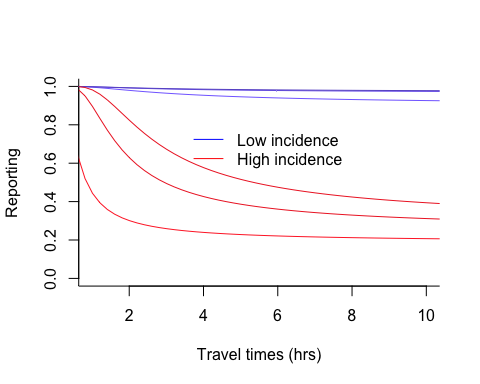 Reporting
1.0
0.8
0.6
0.4
0.2
0.0
Low incidence
High incidence
2 4 6 8 10
Travel times (hrs)